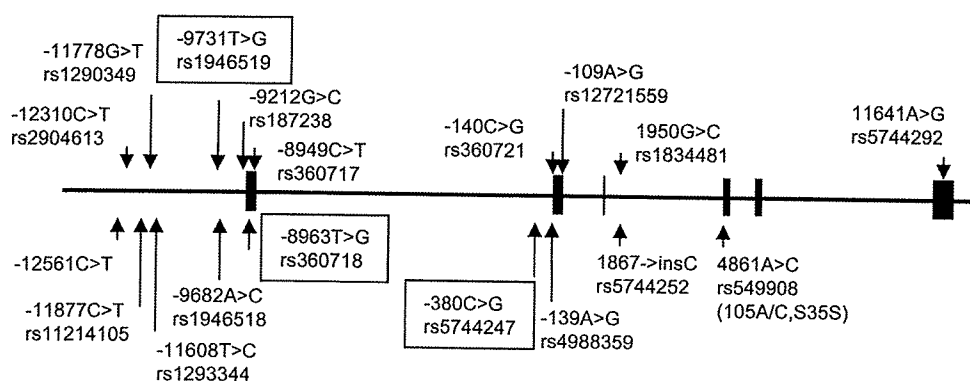 -11778G>T
rs1290349
-9731T>G
rs1946519
-12310C>T
rs2904613
-9212G>C
rs187238
-8949C>T
rs360717
-109A>G
rs12721559
-140C>G
rs360721
1950G>C
rs1834481
11641A>G
rs5744292
-12561C>T
-11877C>T
rs11214105
-11608T>C
rs1293344
-9682A>C
rs1946518
-8963T>G
rs360718
-380C>G
rs5744247
-139A>G
rs4988359
1867->insC
rs5744252
4861A>C
rs549908
(105A/C,S35S)